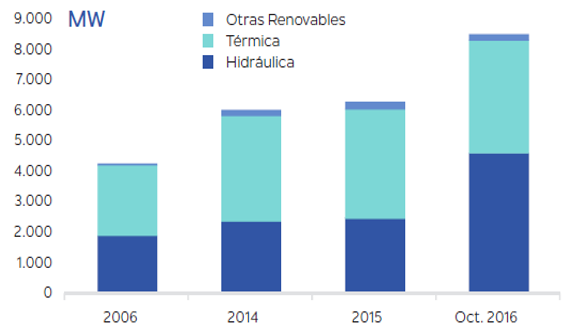 9.000
MW
Otras Renovables
8.000
Térmica
7.000
Hidráulica
6.000
5.000
4.000
3.000
2.000
1.000
0
2006
2014
2015
Oct. 2016